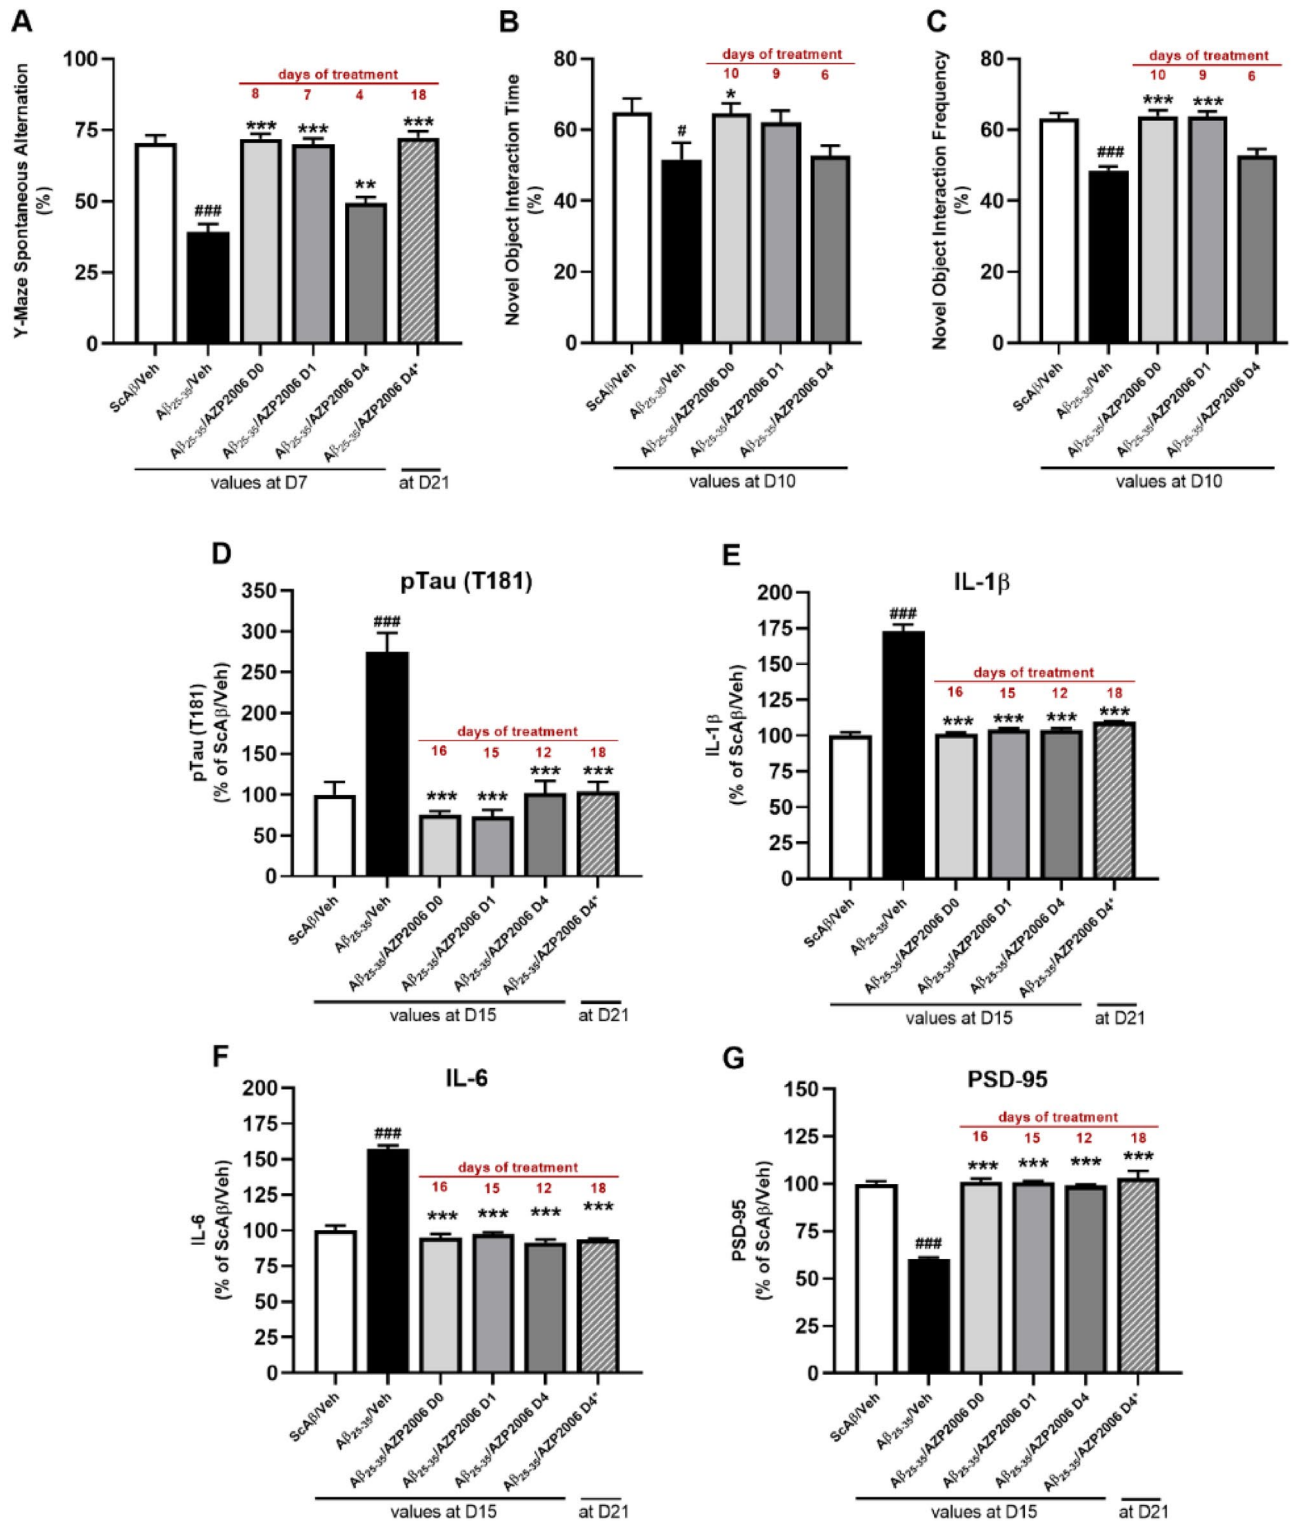 A
Y-Maze Spontaneous Alternation
(%)
100
75
50
25
0
days of treatment
8 7 4 18
###
***
***
**
***
ScAβ/Veh
Aβ25-35/Veh
Aβ25-35/AZP2006 D0
Aβ25-35/AZP2006 D1
Aβ25-35/AZP2006 D4
Aβ25-35/AZP2006 D4*
values at D7
at D21
B
Novel Object Interaction Time
(%)
80
60
40
20
0
days of treatment
10 9 6
#
*
ScAβ/Veh
Aβ25-35/Veh
Aβ25-35/AZP2006 D0
Aβ25-35/AZP2006 D1
Aβ25-35/AZP2006 D4
values at D10
C
Novel Object Interaction Frequency
(%)
80
60
40
20
0
days of treatment
10 9 6
###
***
***
ScAβ/Veh
Aβ25-35/Veh
Aβ25-35/AZP2006 D0
Aβ25-35/AZP2006 D1
Aβ25-35/AZP2006 D4
values at D10
D
pTau (T181)
pTau (T181)
(% of ScAβ/Veh)
350
300
250
200
150
100
50
0
###
days of treatment
16 15 12 18
***
***
***
***
ScAβ/Veh
Aβ25-35/Veh
Aβ25-35/AZP2006 D0
Aβ25-35/AZP2006 D1
Aβ25-35/AZP2006 D4
Aβ25-35/AZP2006 D4*
values at D15
at D21
E
IL-1β
IL-1β
(% of ScAβ/Veh)
200
175
150
125
100
75
50
25
0
###
days of treatment
16 15 12 18
***
***
***
***
ScAβ/Veh
Aβ25-35/Veh
Aβ25-35/AZP2006 D0
Aβ25-35/AZP2006 D1
Aβ25-35/AZP2006 D4
Aβ25-35/AZP2006 D4*
values at D15
at D21
F
IL-6
IL-6
(% of ScAβ/Veh)
200
175
150
125
100
75
50
25
0
###
days of treatment
16 15 12 18
***
***
***
***
ScAβ/Veh
Aβ25-35/Veh
Aβ25-35/AZP2006 D0
Aβ25-35/AZP2006 D1
Aβ25-35/AZP2006 D4
Aβ25-35/AZP2006 D4*
values at D15
at D21
G
PSD-95
PSD-95
(% of ScAβ/Veh)
150
125
100
75
50
25
0
days of treatment
16 15 12 18
###
***
***
***
***
ScAβ/Veh
Aβ25-35/Veh
Aβ25-35/AZP2006 D0
Aβ25-35/AZP2006 D1
Aβ25-35/AZP2006 D4
Aβ25-35/AZP2006 D4*
values at D15
at D21